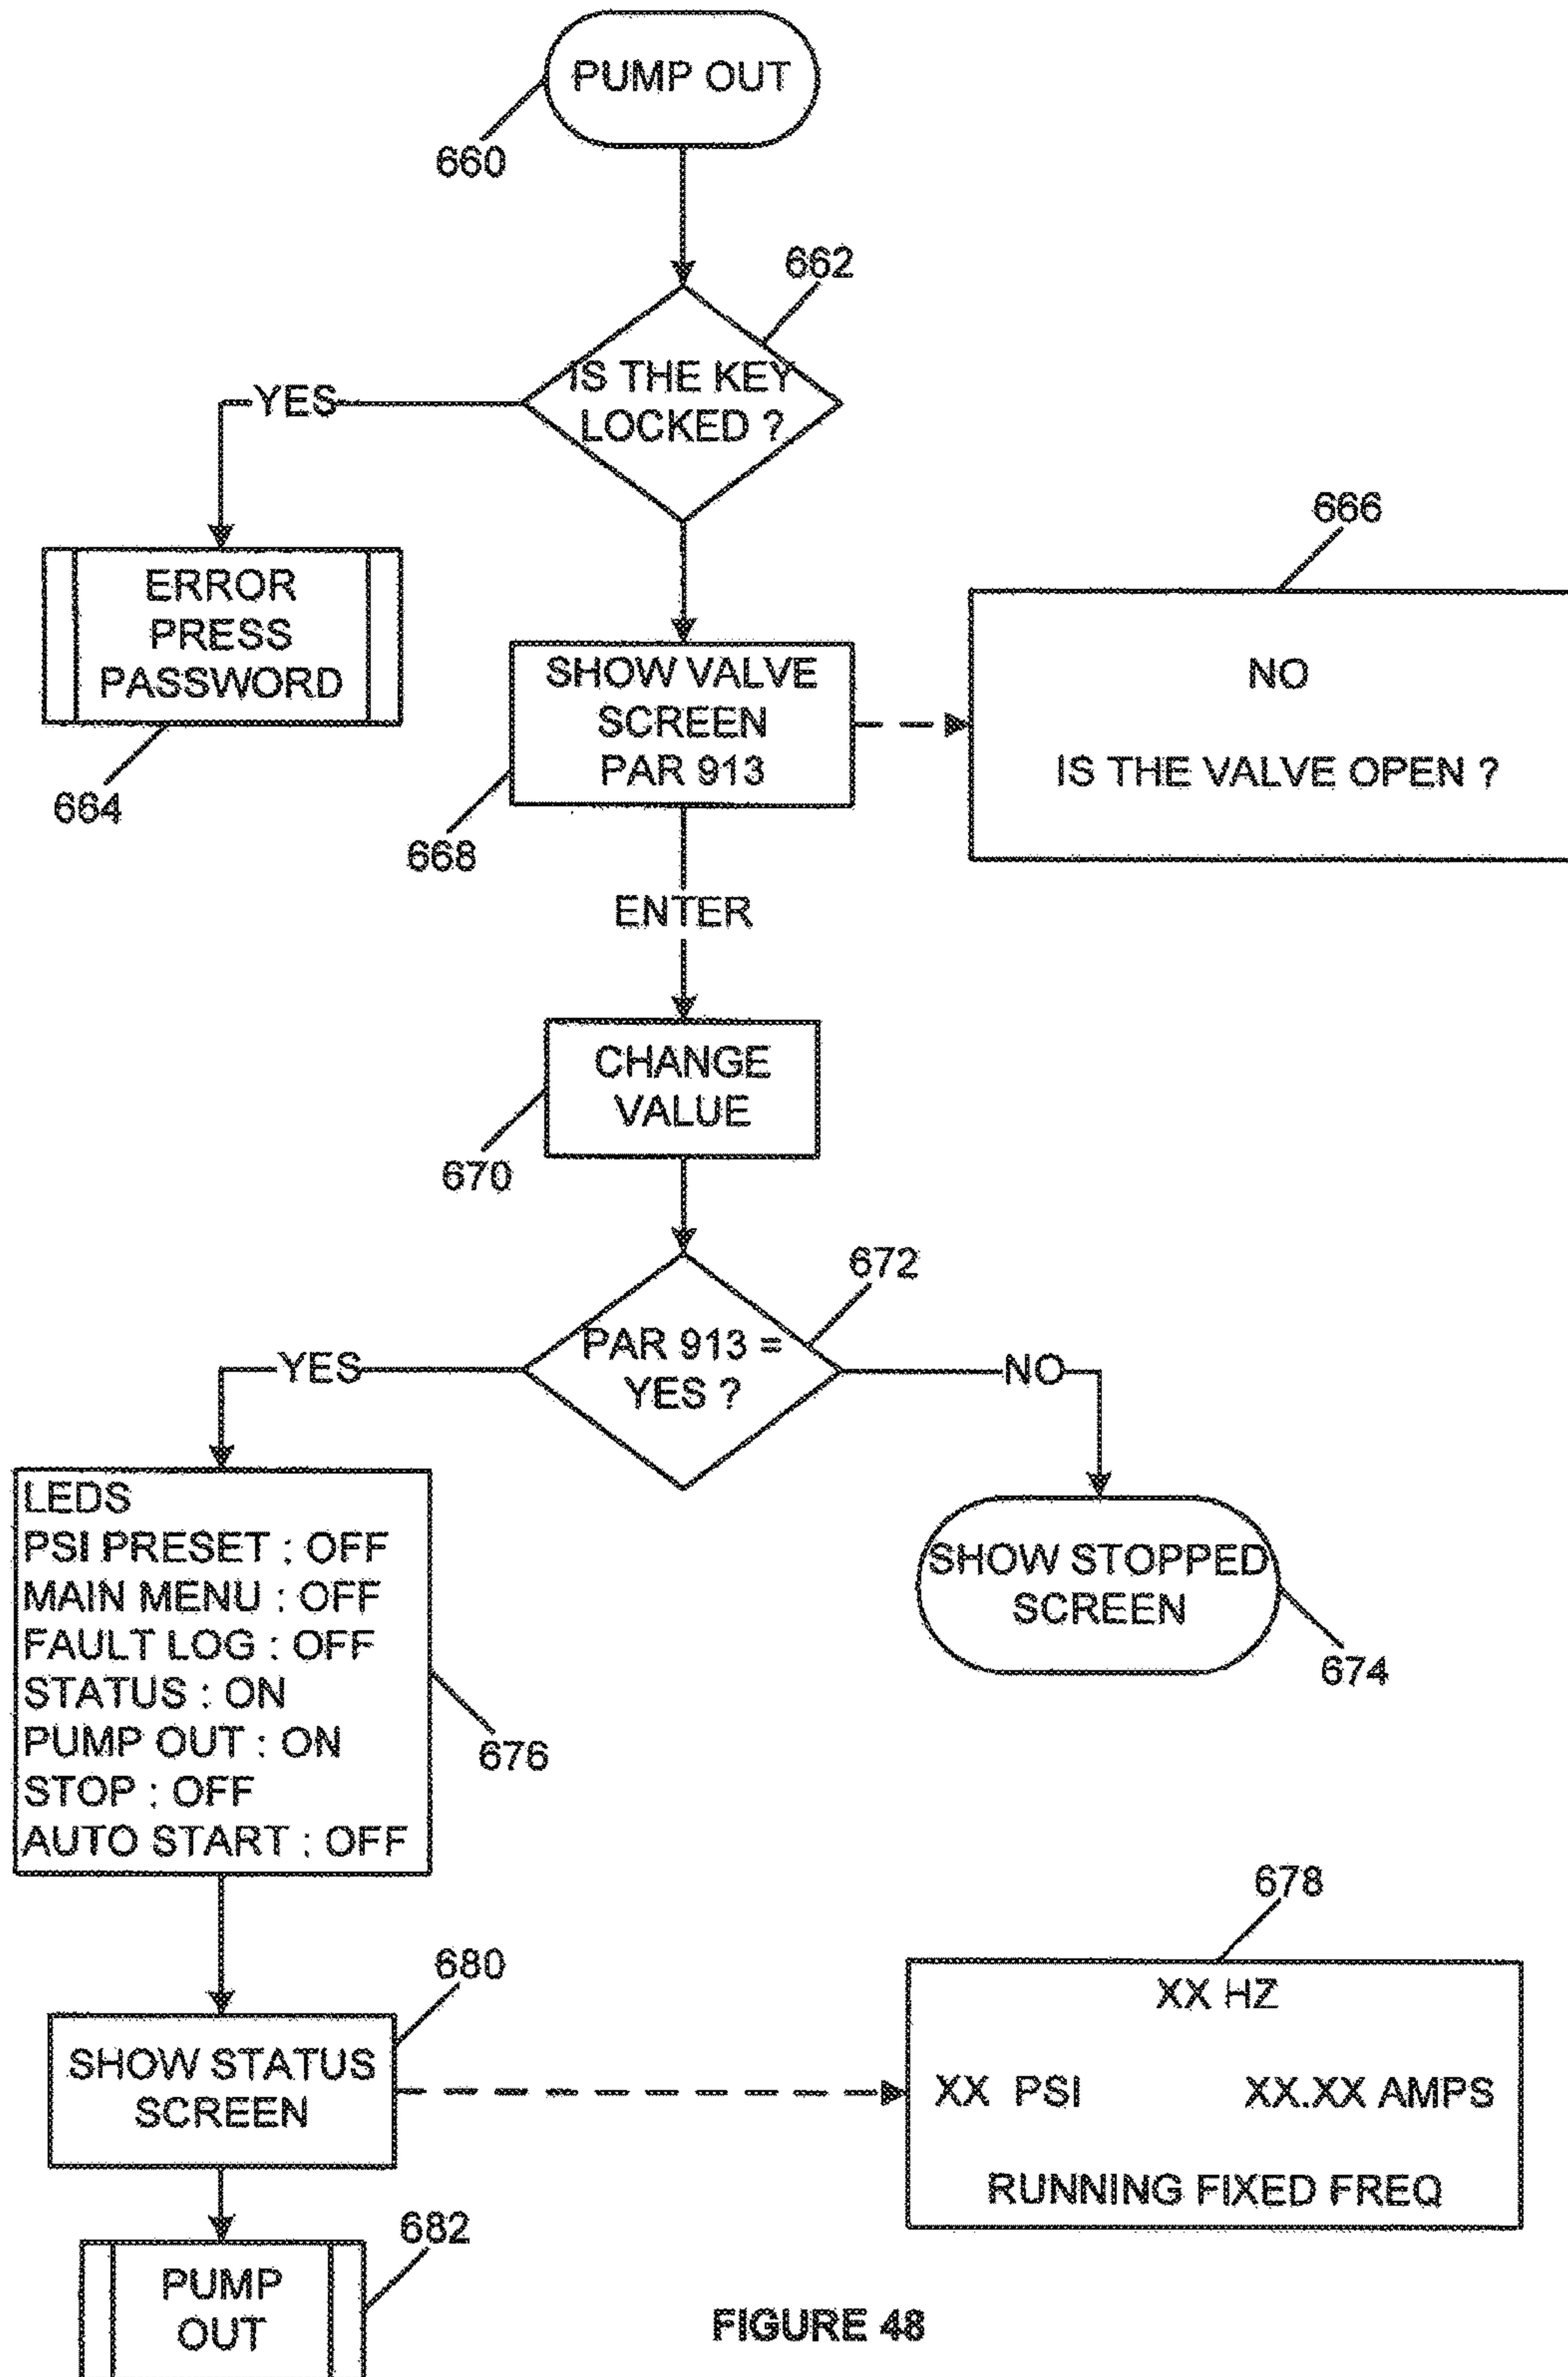 PUMP OUT
660
662
IS THE KEY
LOCKED ?
YES
666
ERROR
PRESS
PASSWORD
664
SHOW VALVE
SCREEN
PAR 913
668
NO
IS THE VALVE OPEN ?
ENTER
CHANGE
VALUE
670
672
PAR 913 =
YES ?
YES
NO
LEDS
PSI PRESET : OFF
MAIN MENU : OFF
FAULT LOG : OFF
STATUS : ON
PUMP OUT : ON
STOP : OFF
AUTO START : OFF
676
SHOW STOPPED
SCREEN
674
678
680
XX HZ
SHOW STATUS
SCREEN
XX PSI XX.XX AMPS
RUNNING FIXED FREQ
682
PUMP
OUT
FIGURE 48